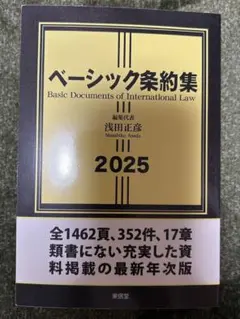 ベーシック条約集
Basic Documents of International Law
編集代表
浅田正彦
Masahiko Asada
2025
全1462頁、352件、17章
類書にない充実した資
料掲載の最新年次版
東信堂